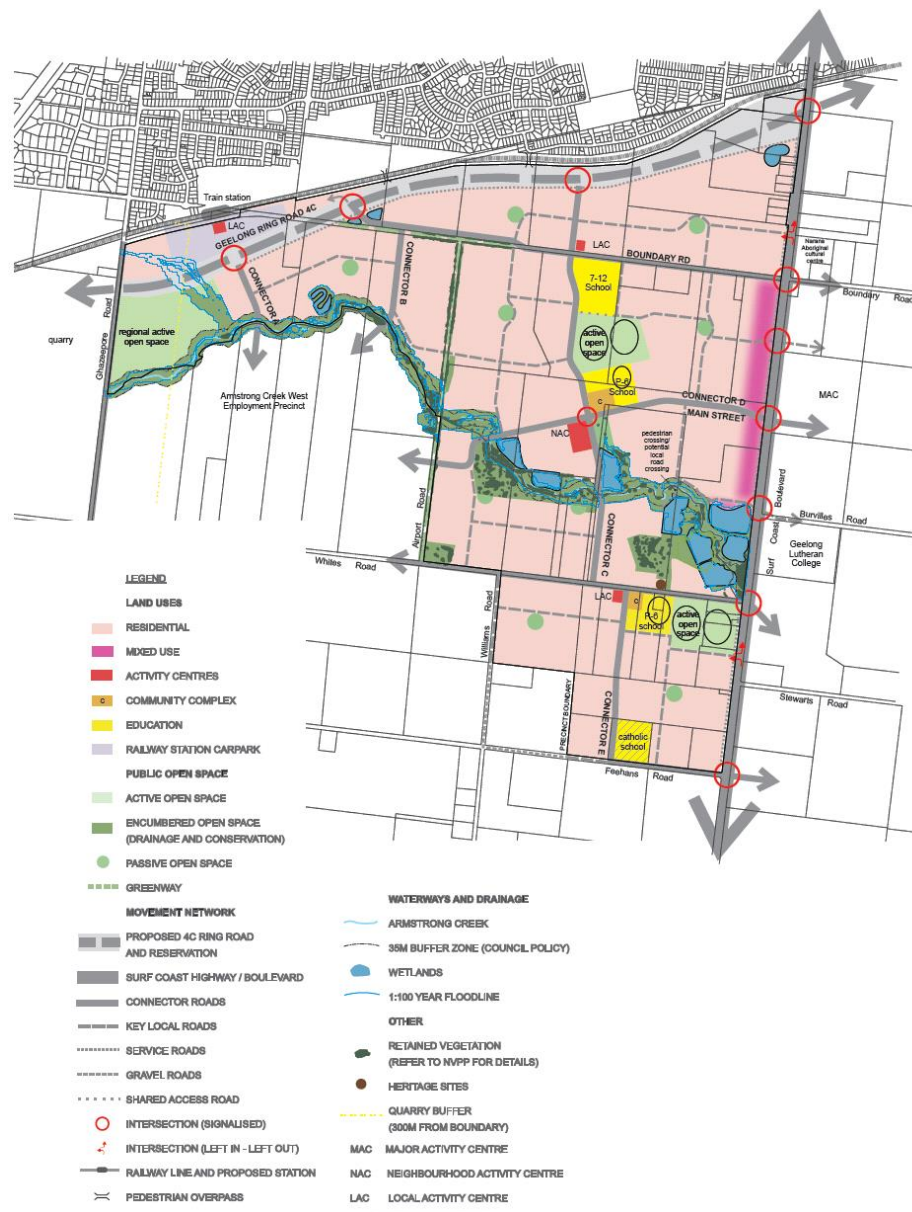 Train station
LAC
GEELONG RING ROAD 4C
Narana
Aboriginal
cultural
centre
LAC
BOUNDARY RD
CONNECTOR A
CONNECTOR B
7-12
School
Boundary Road
Ghazeepore Road
regional active
open space
quarry
active
open
space
P-6
School
c
CONNECTOR D
MAIN STREET
MAC
Armstrong Creek West
Employment Precinct
NAC
pedestrian
crossing/
potential
local
road
crossing
Surf Coast Boulevard
Burvilles Road
Geelong
Lutheran
College
Airport Road
CONNECTOR C
Whites Road
LAC
c
P-6
school
active
open
space
Williams Road
Stewarts Road
PRECINCT BOUNDARY
CONNECTOR E
catholic
school
Feehans Road
LEGEND
LAND USES
RESIDENTIAL
MIXED USE
ACTIVITY CENTRES
c COMMUNITY COMPLEX
EDUCATION
RAILWAY STATION CARPARK
PUBLIC OPEN SPACE
ACTIVE OPEN SPACE
ENCUMBERED OPEN SPACE
(DRAINAGE AND CONSERVATION)
PASSIVE OPEN SPACE
GREENWAY
MOVEMENT NETWORK
PROPOSED 4C RING ROAD
AND RESERVATION
SURF COAST HIGHWAY / BOULEVARD
CONNECTOR ROADS
KEY LOCAL ROADS
SERVICE ROADS
GRAVEL ROADS
SHARED ACCESS ROAD
INTERSECTION (SIGNALISED)
INTERSECTION (LEFT IN - LEFT OUT)
RAILWAY LINE AND PROPOSED STATION
PEDESTRIAN OVERPASS
WATERWAYS AND DRAINAGE
ARMSTRONG CREEK
35M BUFFER ZONE (COUNCIL POLICY)
WETLANDS
1:100 YEAR FLOODLINE
OTHER
RETAINED VEGETATION
(REFER TO NVPP FOR DETAILS)
HERITAGE SITES
QUARRY BUFFER
(300M FROM BOUNDARY)
MAC MAJOR ACTIVITY CENTRE
NAC NEIGHBOURHOOD ACTIVITY CENTRE
LAC LOCAL ACTIVITY CENTRE